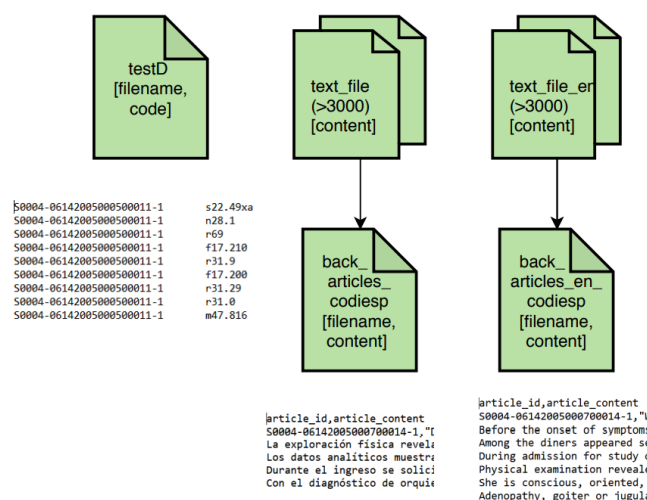 testD
[filename,
code]
text_file
(>3000)
[content]
text_file_en
(>3000)
[content]
S0004-06142005000500011-1 s22.49xa
S0004-06142005000500011-1 n28.1
S0004-06142005000500011-1 r69
S0004-06142005000500011-1 f17.210
S0004-06142005000500011-1 r31.9
S0004-06142005000500011-1 f17.200
S0004-06142005000500011-1 r31.29
S0004-06142005000500011-1 r31.0
S0004-06142005000500011-1 m47.816
back_
articles_
codiesp
[filename,
content]
back_
articles_en_
codiesp
[filename,
content]
article_id,article_content
S0004-06142005000700014-1,"
La exploración física
Los datos analíticos
Durante el ingreso se
Con el diagnóstico de
article_id,article_content
S0004-06142005000700014-1,"
Before the onset of symptoms
Among the diners appeared
During admission for study
Physical examination
She is conscious, oriented,
Adenopathy, goiter or